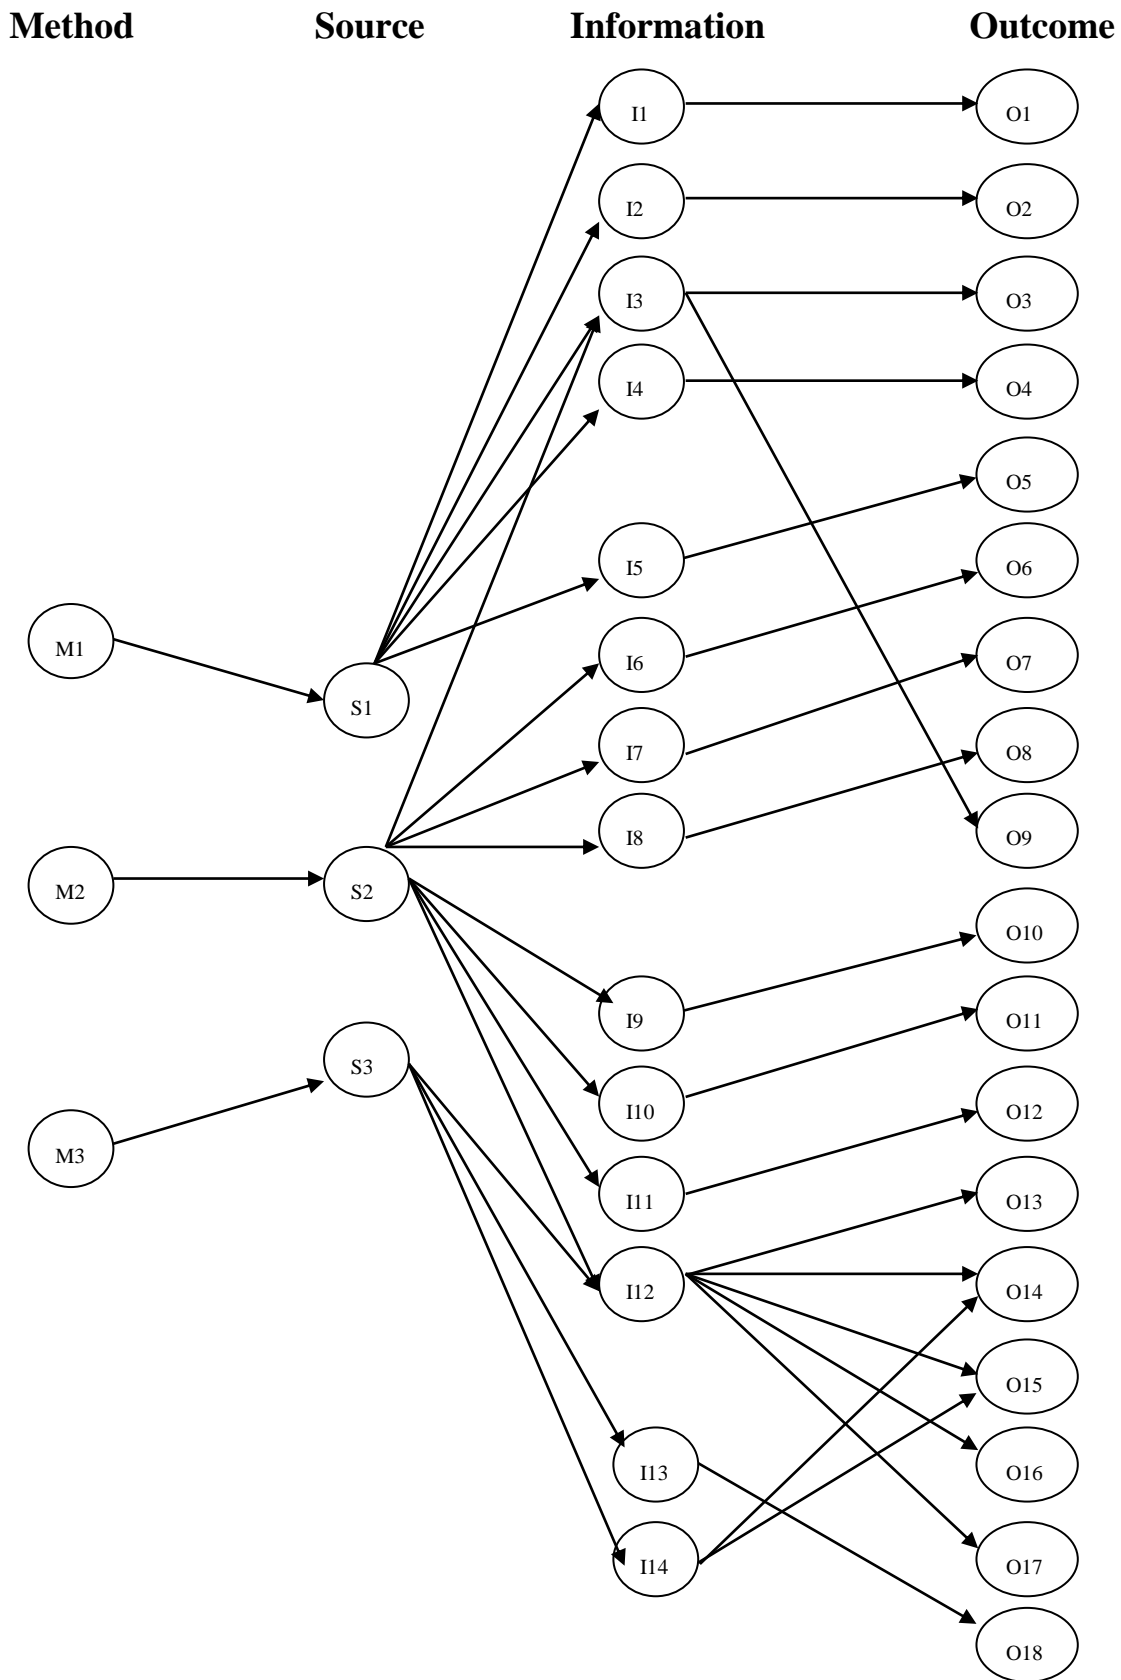 Method Source Information Outcome
I1 O1
I2 O2
I3 O3
I4 O4
O5
I5 O6
M1 I6 O7
S1
I7 O8
I8 O9
M2 S2
O10
I9 O11
S3
I10 O12
M3
I11 O13
I12 O14
O15
I13 O16
I14 O17
O18